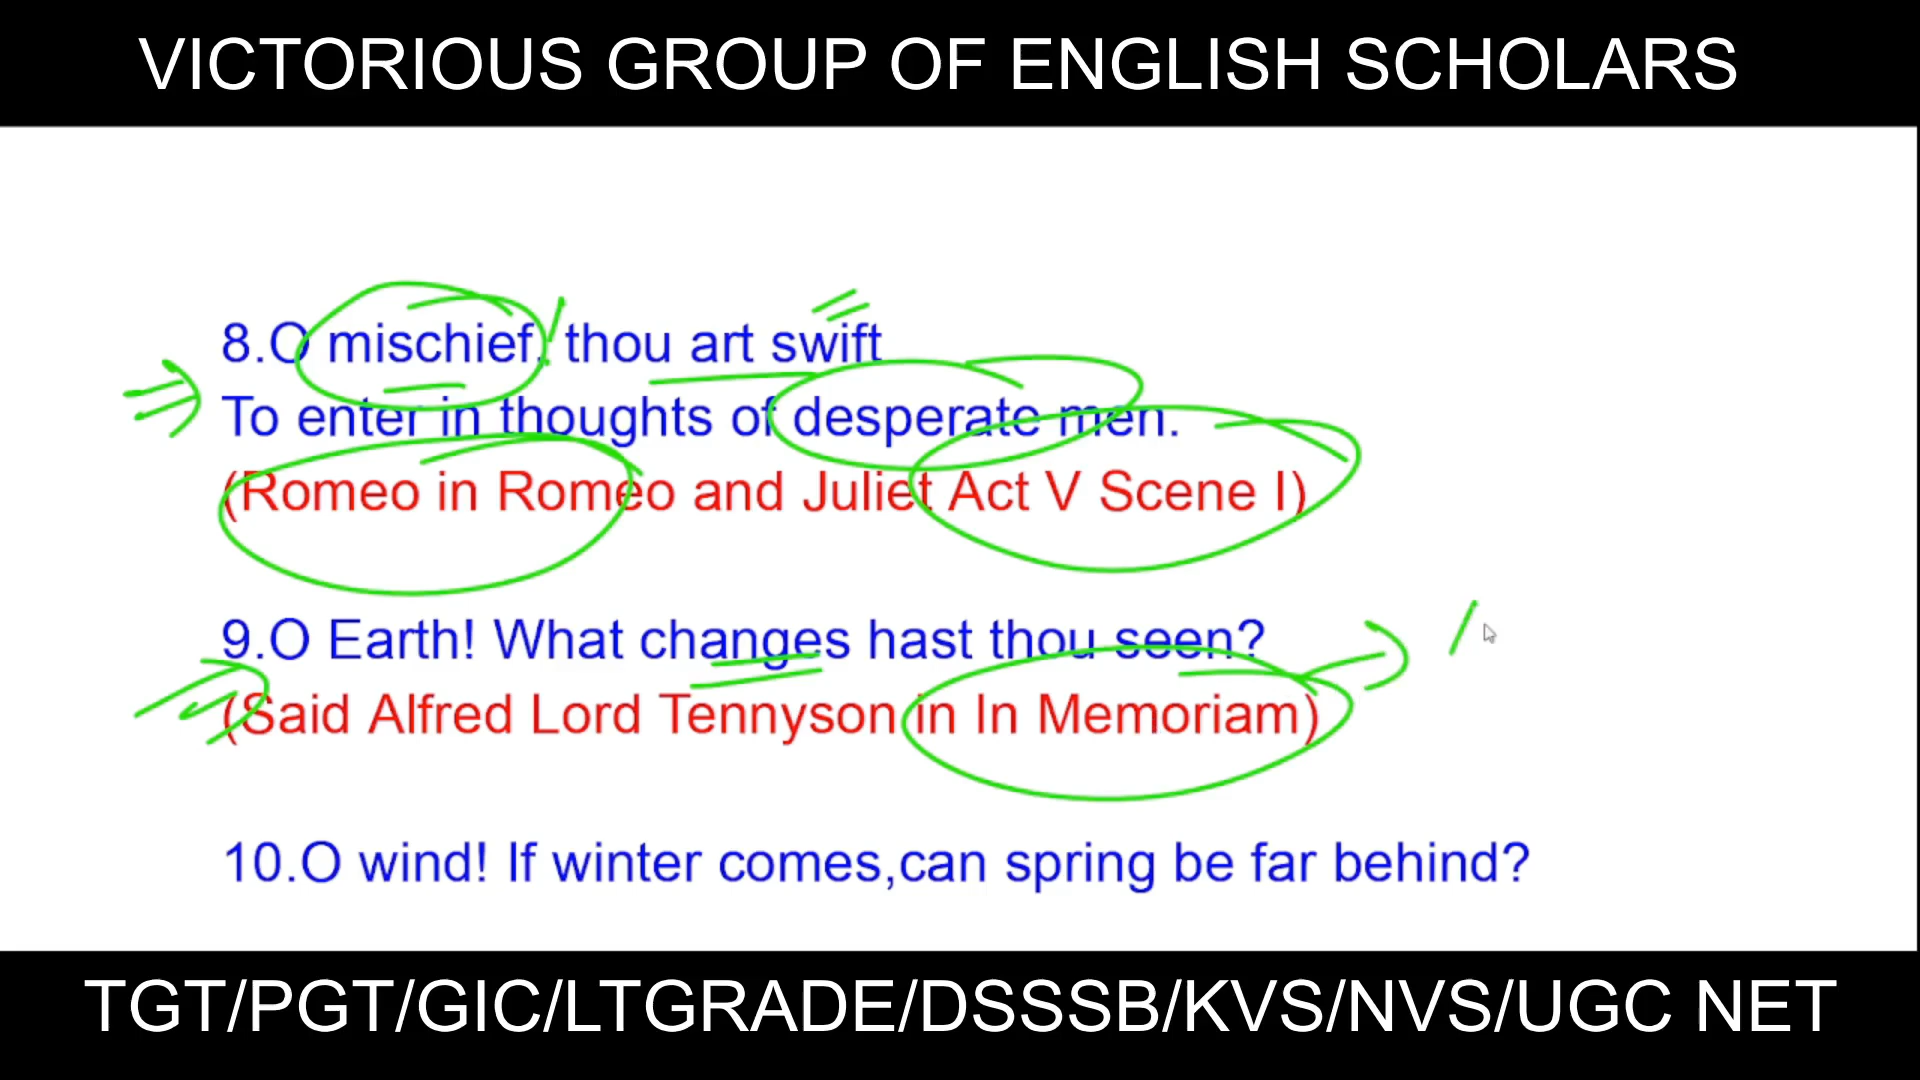 VICTORIOUS GROUP OF ENGLISH SCHOLARS
8.O mischief, thou art swift
To enter in thoughts of desperate men.
(Romeo in Romeo and Juliet Act V Scene I)
9.O Earth! What changes hast thou seen?
(Said Alfred Lord Tennyson in In Memoriam)
10.O wind! If winter comes,can spring be far behind?
TGT/PGT/GIC/LTGRADE/DSSSB/KVS/NVS/UGC NET